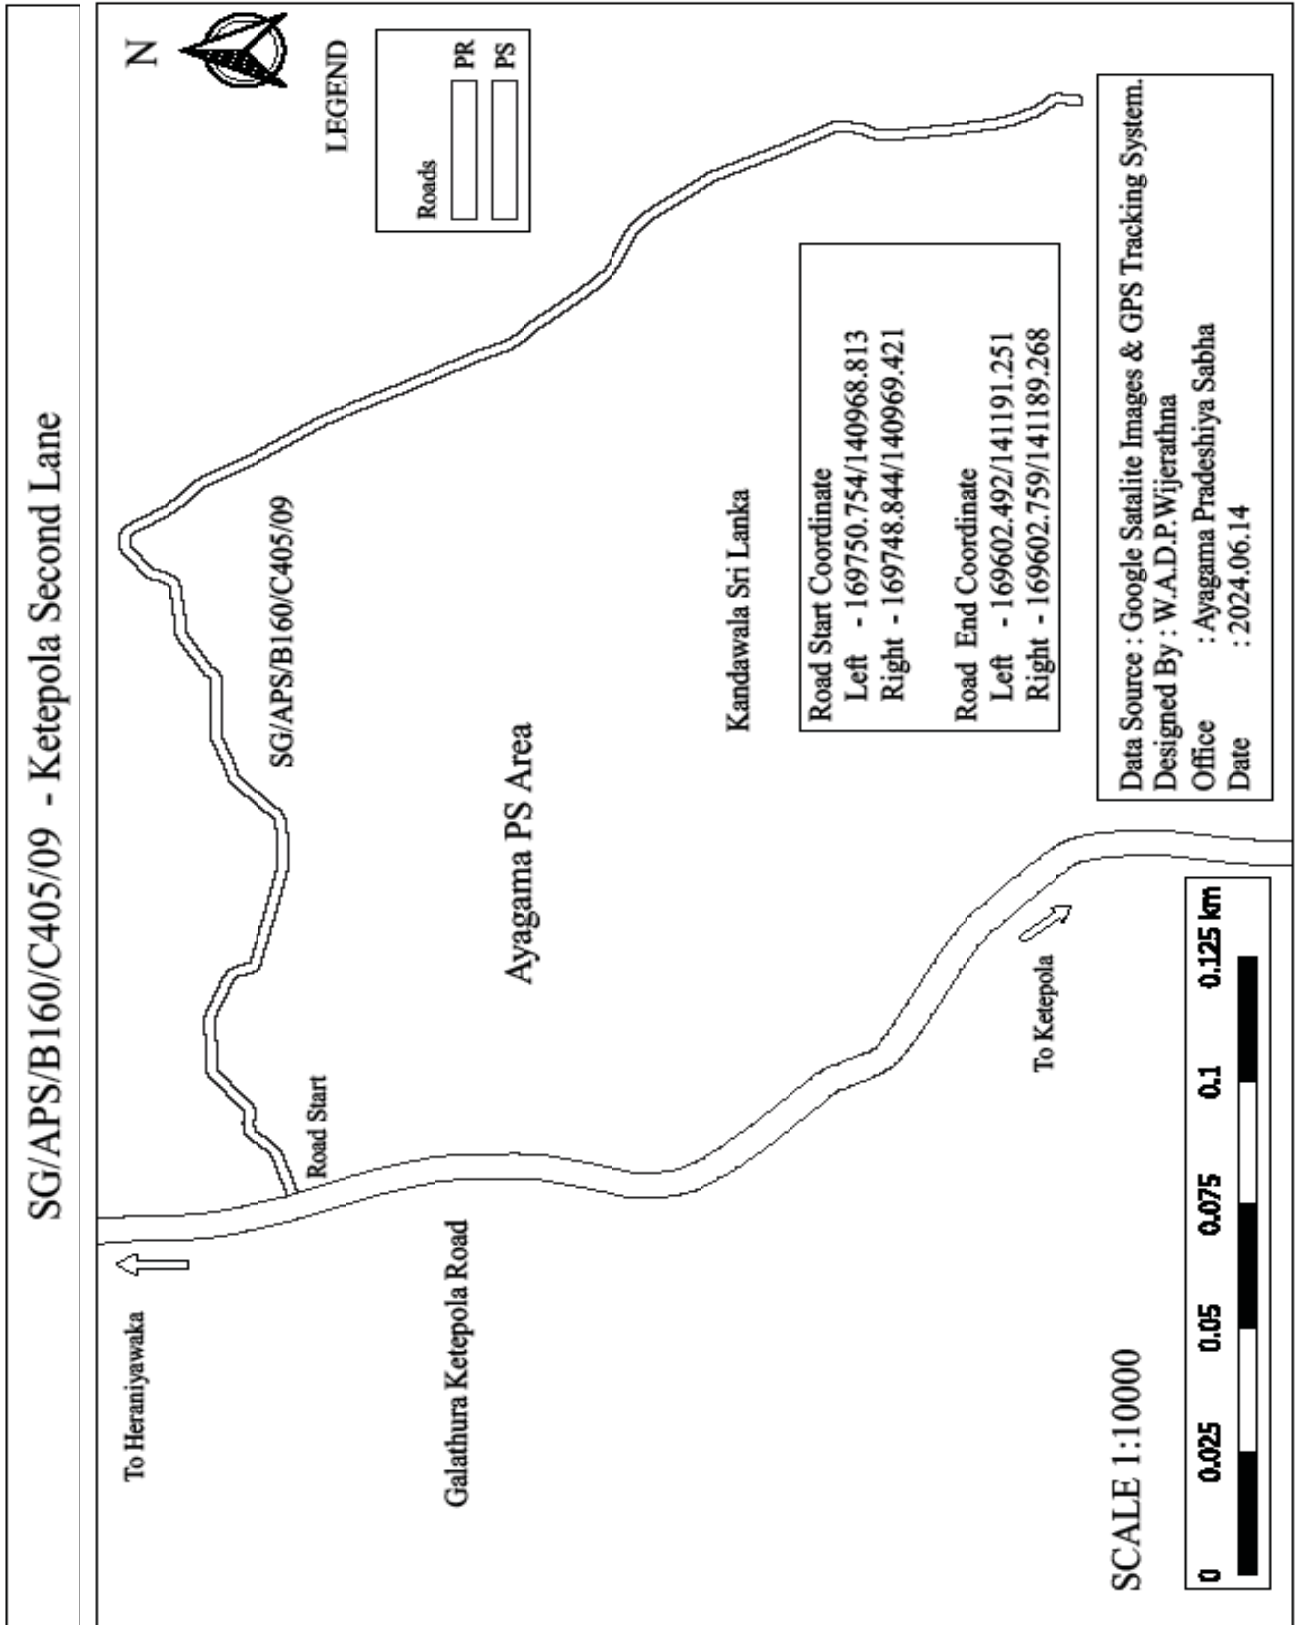 SG/APS/B160/C405/09 - Ketepola Second Lane
N
LEGEND
Roads
PR
PS
To Heraniyawaka
Road Start
SG/APS/B160/C405/09
Galathura Ketepola Road
Ayagama PS Area
Kandawala Sri Lanka
Road Start Coordinate
Left - 169750.754/140968.813
Right - 169748.844/140969.421
Road End Coordinate
Left - 169602.492/141191.251
Right - 169602.759/141189.268
To Ketepola
Data Source : Google Satalite Images & GPS Tracking System.
Designed By : W.A.D.P.Wijerathna
Office : Ayagama Pradeshiya Sabha
Date : 2024.06.14
SCALE 1:10000
0 0.025 0.05 0.075 0.1 0.125 km